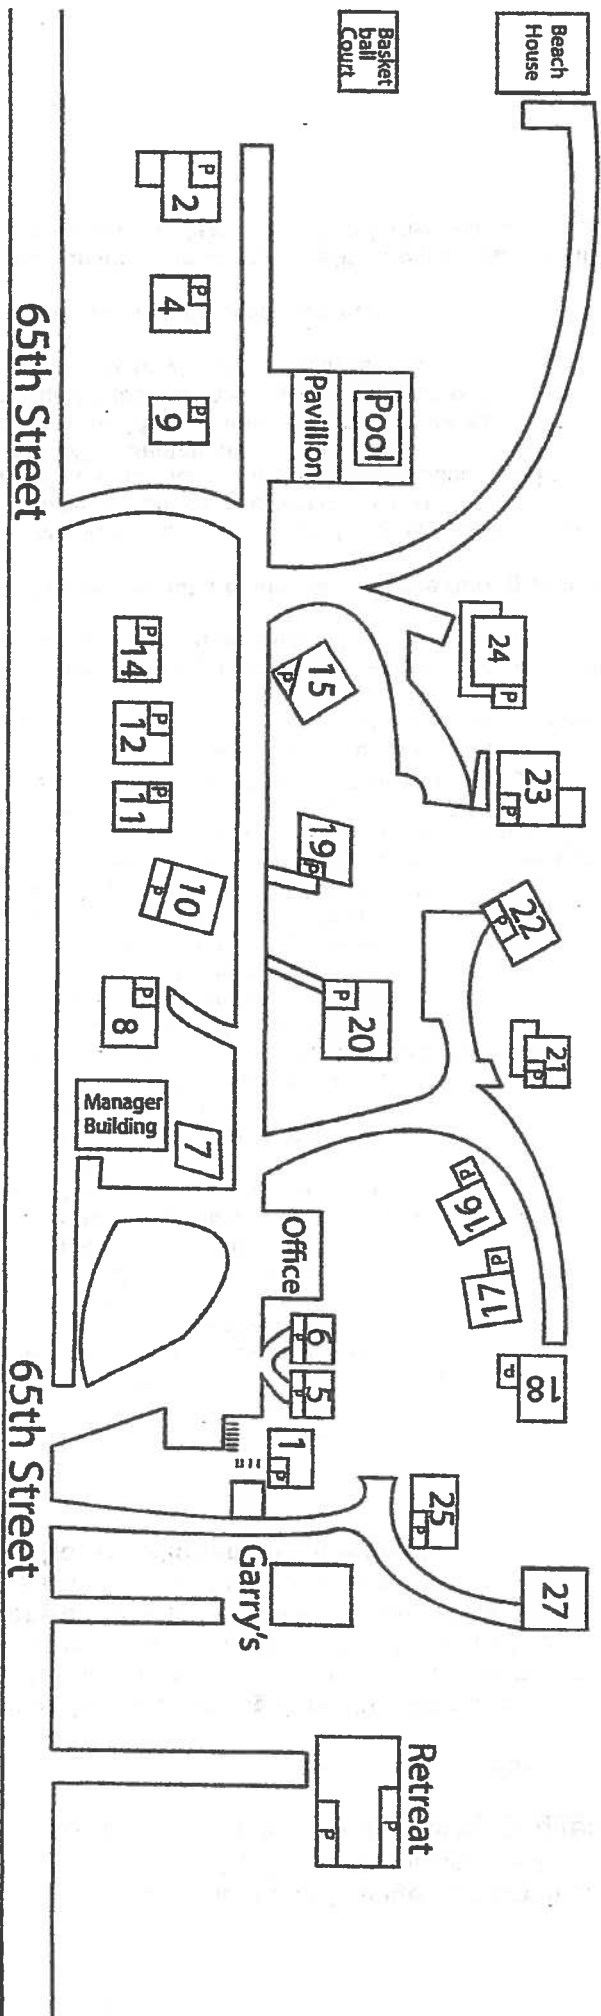 Beach
House
Basket
ball
Court
P
2
P
4
P
9
Pool
Pavillion
65th Street
24
P
15
P
14
P
23
P
12
P
11
P
19
P
10
P
22
P
20
P
8
P
21
P
Manager
Building
7
16
P
17
P
Office
6
P
5
P
18
P
1
P
65th Street
25
P
27
Garry's
Retreat
P
P